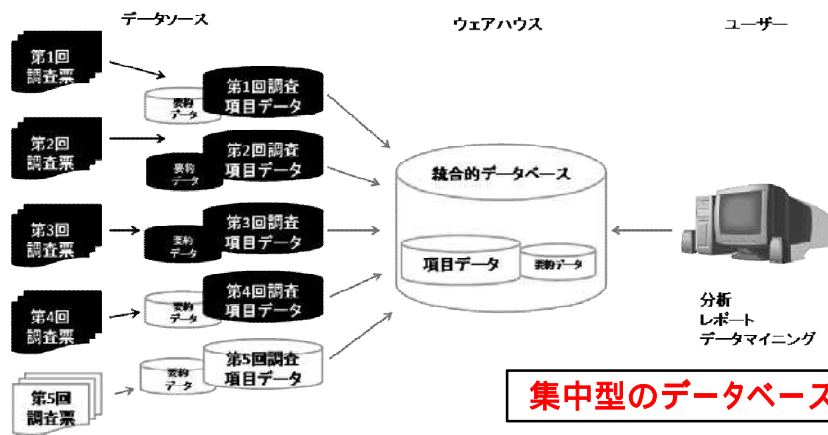 データソース
ウェアハウス
ユーザー
第1回
調査票
要約
データ
第1回調査
項目データ
第2回
調査票
要約
データ
第2回調査
項目データ
第3回
調査票
要約
データ
第3回調査
項目データ
第4回
調査票
要約
データ
第4回調査
項目データ
第5回
調査票
要約
データ
第5回調査
項目データ
統合的データベース
項目データ
要約データ
分析
レポート
データマイニング
集中型のデータベース